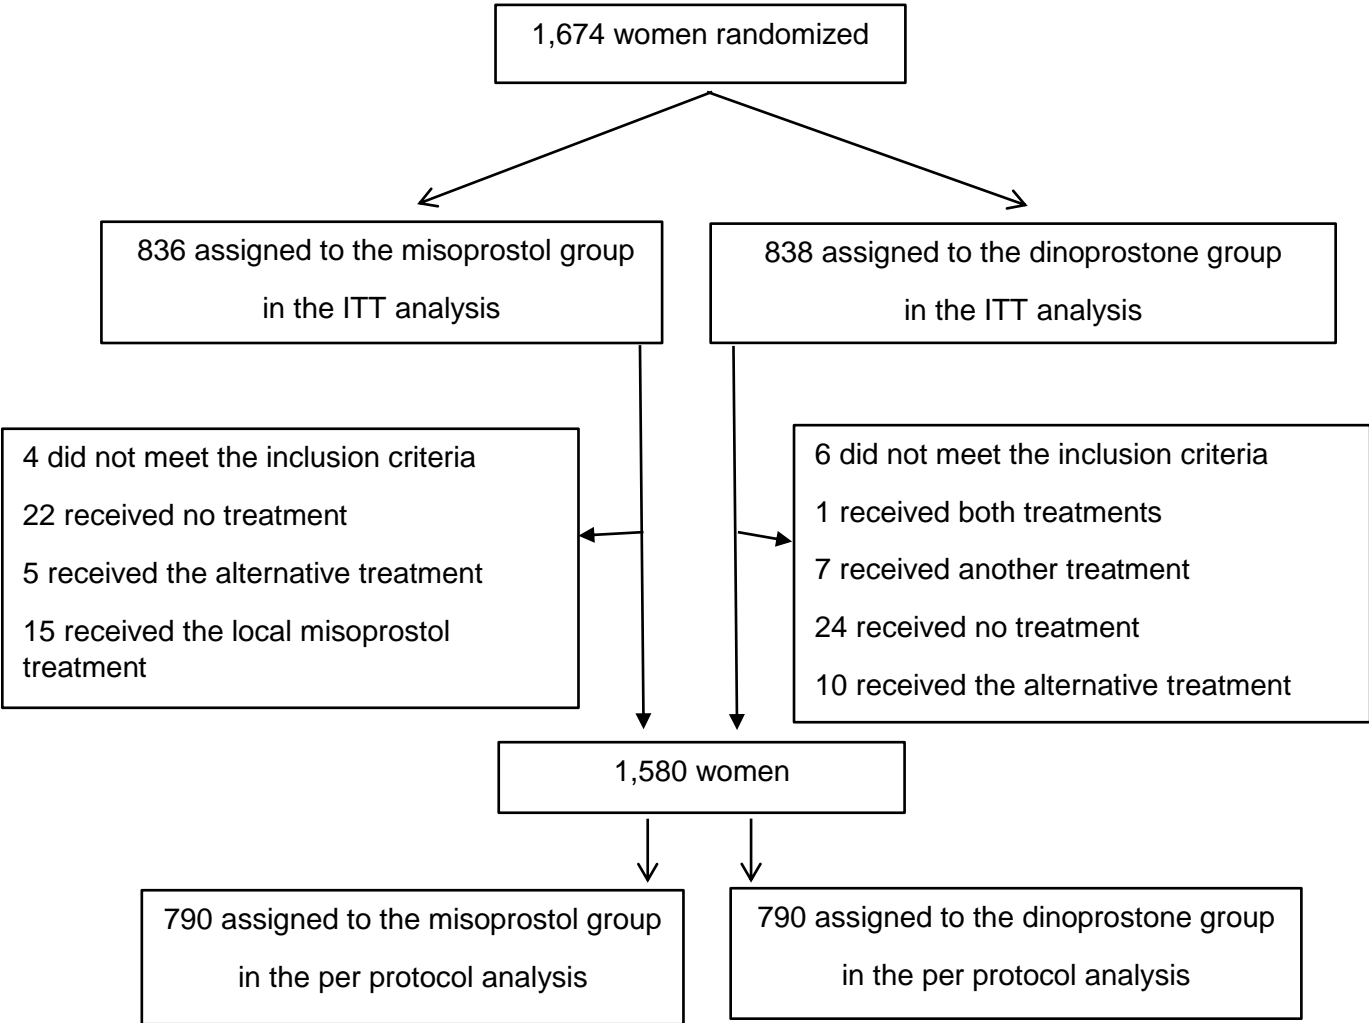 1,674 women randomized
836 assigned to the misoprostol group
in the ITT analysis
838 assigned to the dinoprostone group
in the ITT analysis
4 did not meet the inclusion criteria
22 received no treatment
5 received the alternative treatment
15 received the local misoprostol
treatment
6 did not meet the inclusion criteria
1 received both treatments
7 received another treatment
24 received no treatment
10 received the alternative treatment
1,580 women
790 assigned to the misoprostol group
in the per protocol analysis
790 assigned to the dinoprostone group
in the per protocol analysis